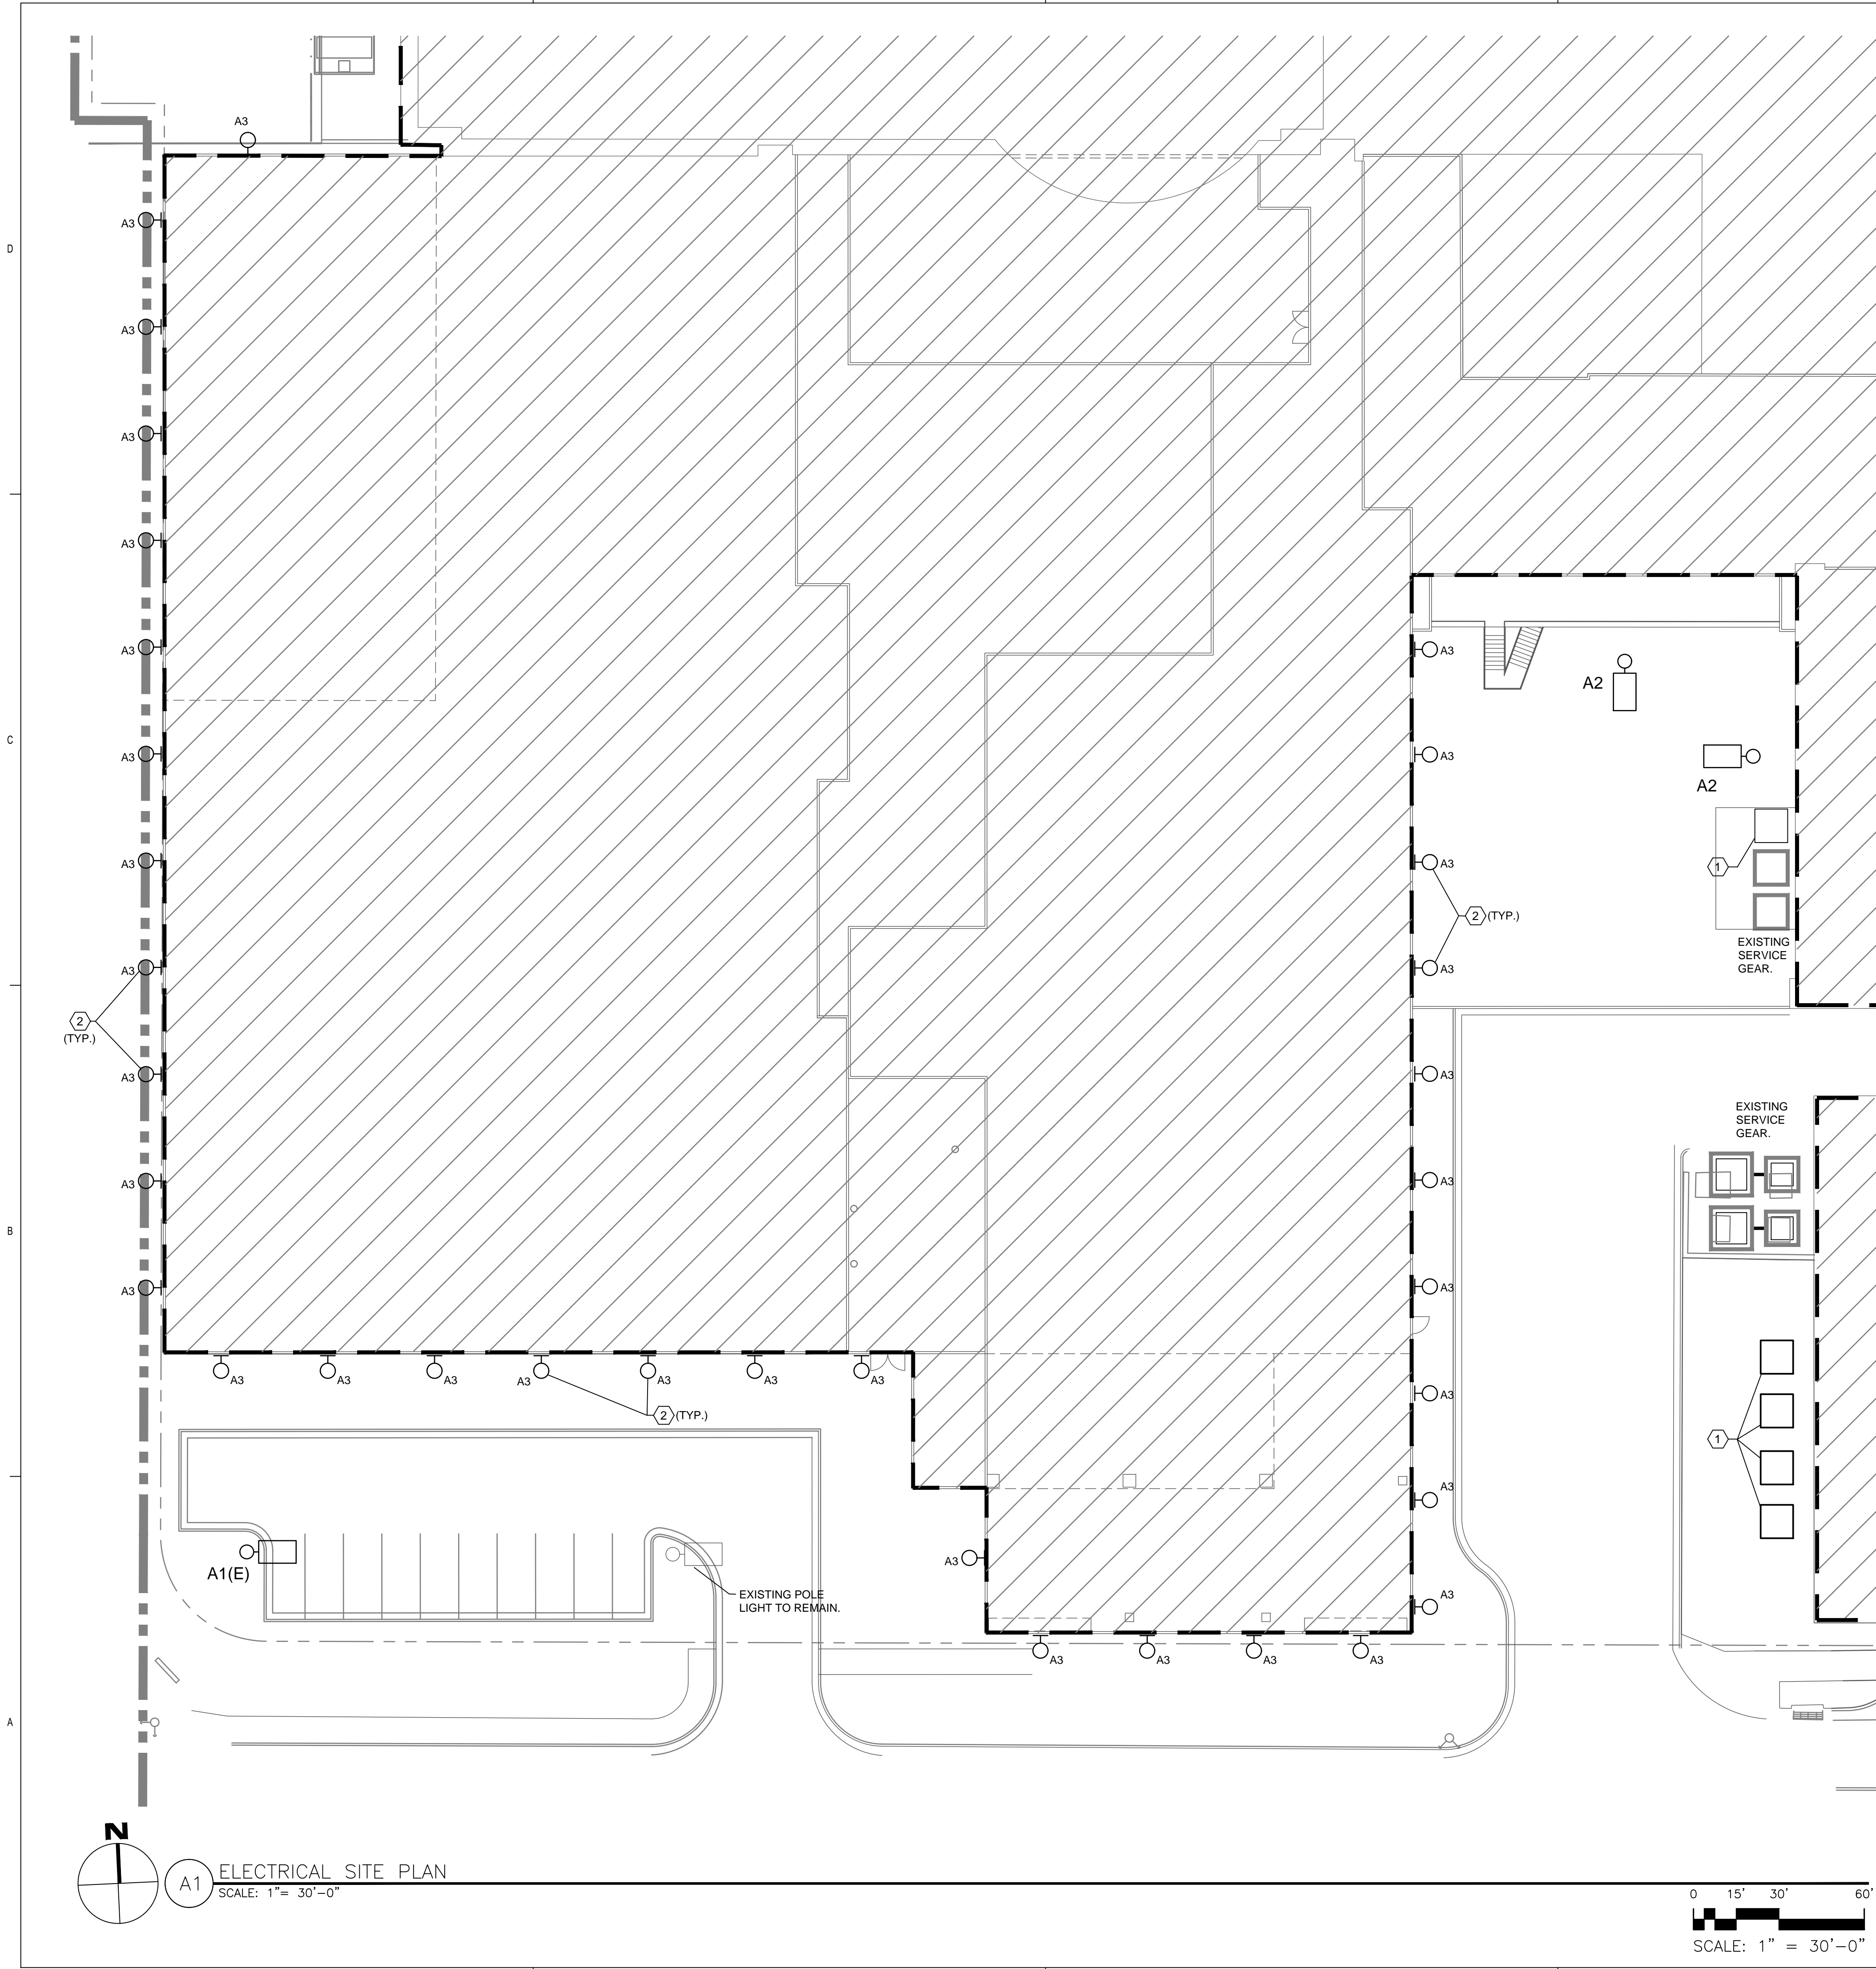 A3
A3
D
A3
A3
A3
A3
A3
A2
C
A3
A3
A2
A3
A3
1
2 (TYP.)
EXISTING
SERVICE
GEAR.
A3
A3
2
(TYP.)
A3
A3
EXISTING
SERVICE
GEAR.
A3
A3
B
A3
A3
A3
A3
A3
A3
A3
A3
A3
A3
2 (TYP.)
1
A3
A3
A1(E)
EXISTING POLE
LIGHT TO REMAIN.
A3
A3
A3
A3
A3
A
N
A1
ELECTRICAL SITE PLAN
SCALE: 1"= 30'-0"
0 15' 30' 60'
SCALE: 1" = 30'-0"